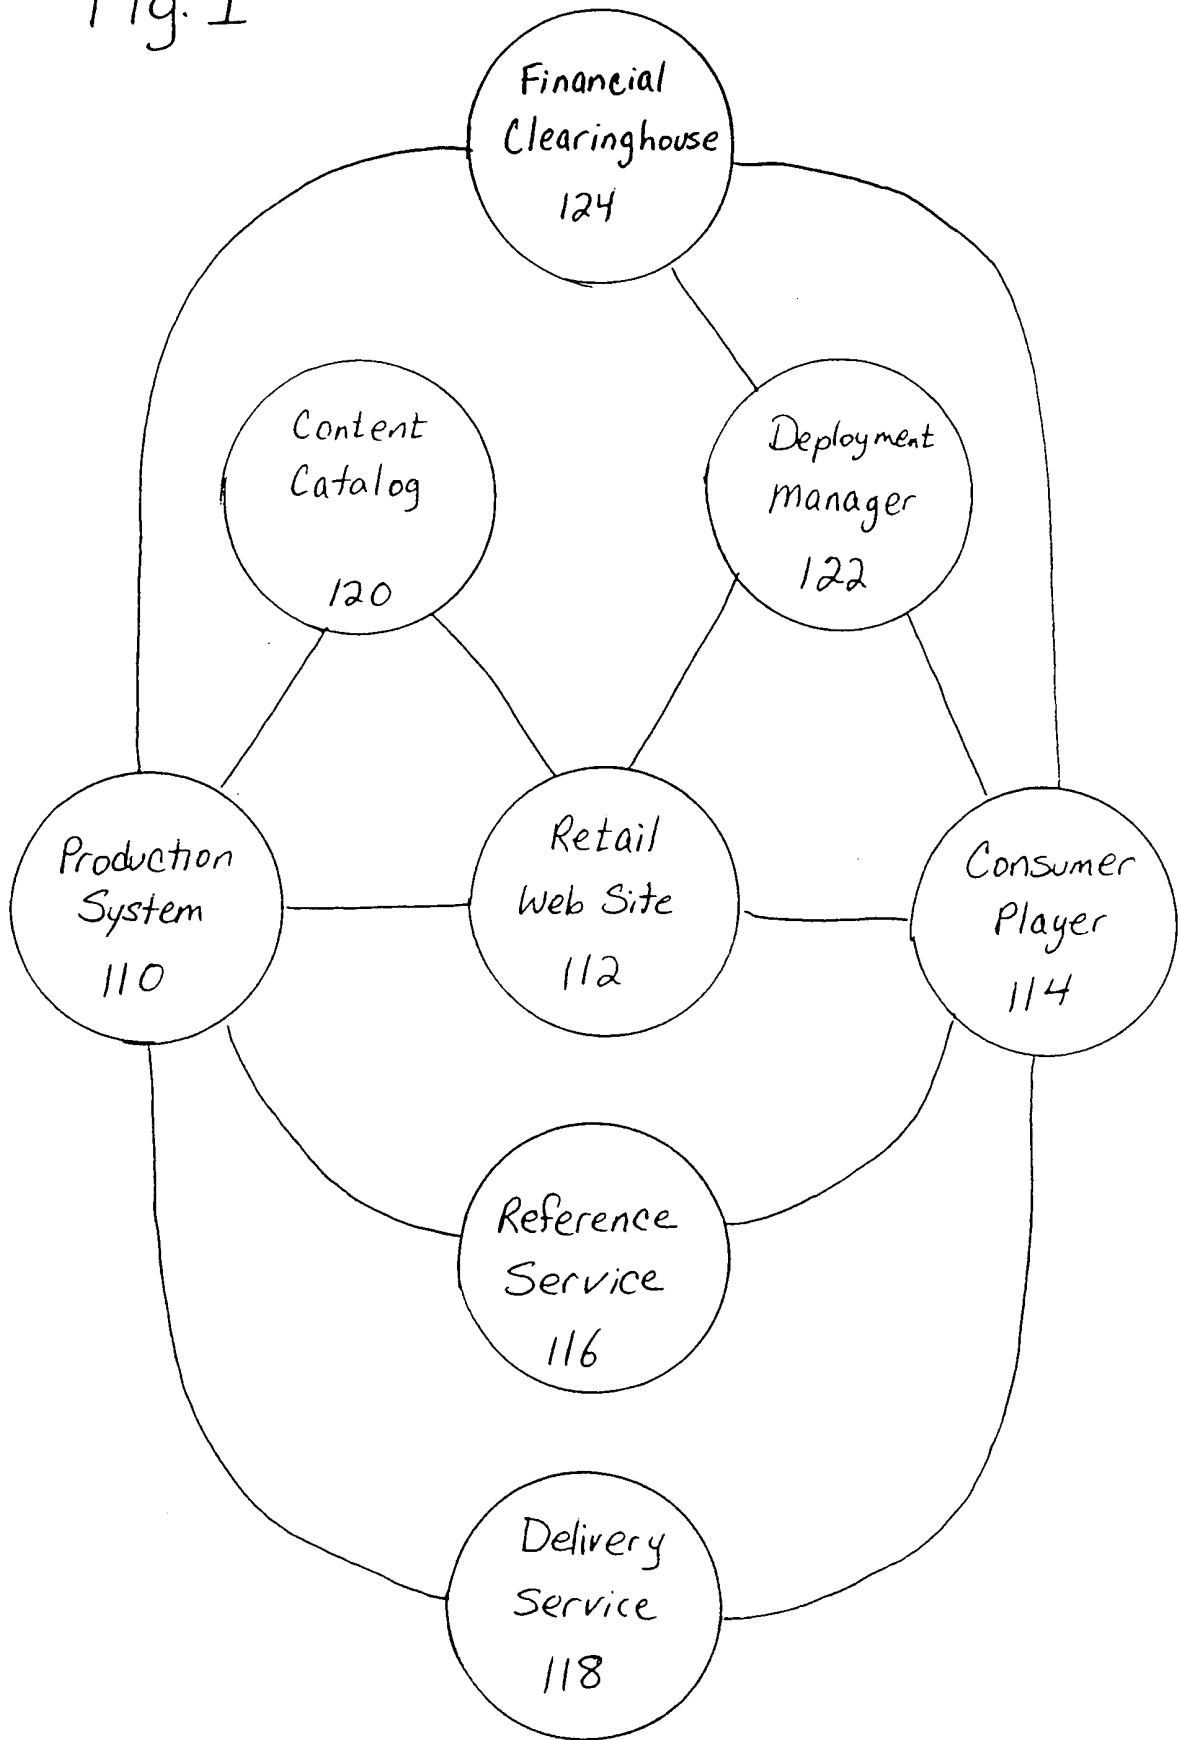 Fig. 1
Financial
Clearinghouse
124
Content
Catalog
120
Deployment
Manager
122
Production
System
110
Retail
Web Site
112
Consumer
Player
114
Reference
Service
116
Delivery
Service
118